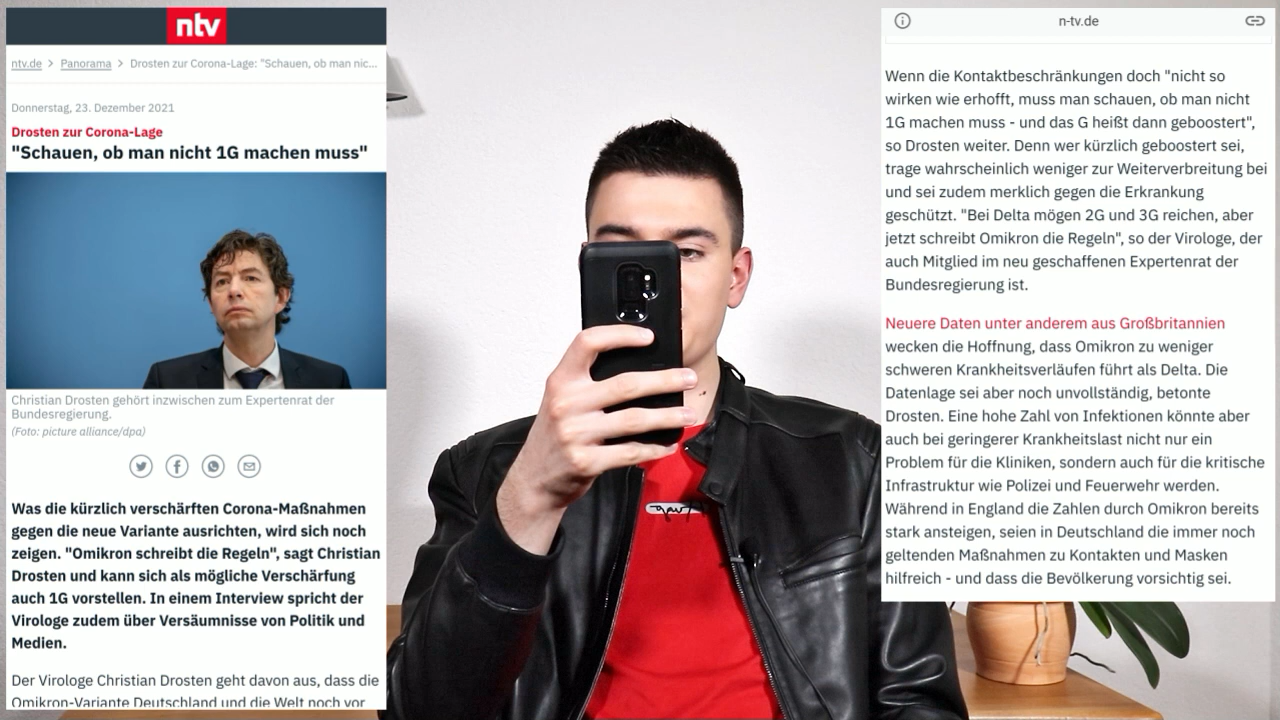 ntv
ntv.de > Panorama > Drosten zur Corona-Lage: "Schauen, ob man nic...
Donnerstag, 23. Dezember 2021
Drosten zur Corona-Lage
"Schauen, ob man nicht 1G machen muss"
Christian Drosten gehört inzwischen zum Expertenrat der
Bundesregierung.
(Foto: picture alliance/dpa)
Was die kürzlich verschärften Corona-Maßnahmen
gegen die neue Variante ausrichten, wird sich noch
zeigen. "Omikron schreibt die Regeln", sagt Christian
Drosten und kann sich als mögliche Verschärfung
auch 1G vorstellen. In einem Interview spricht der
Virologe zudem über Versäumnisse von Politik und
Medien.
Der Virologe Christian Drosten geht davon aus, dass die
Omikron-Variante Deutschland und die Welt noch vor
n-tv.de
Wenn die Kontaktbeschränkungen doch "nicht so
wirken wie erhofft, muss man schauen, ob man nicht
1G machen muss - und das G heißt dann geboostert",
so Drosten weiter. Denn wer kürzlich geboostert sei,
trage wahrscheinlich weniger zur Weiterverbreitung bei
und sei zudem merklich gegen die Erkrankung
geschützt. "Bei Delta mögen 2G und 3G reichen, aber
jetzt schreibt Omikron die Regeln", so der Virologe, der
auch Mitglied im neu geschaffenen Expertenrat der
Bundesregierung ist.
Neuere Daten unter anderem aus Großbritannien
wecken die Hoffnung, dass Omikron zu weniger
schweren Krankheitsverläufen führt als Delta. Die
Datenlage sei aber noch unvollständig, betonte
Drosten. Eine hohe Zahl von Infektionen könnte aber
auch bei geringerer Krankheitslast nicht nur ein
Problem für die Kliniken, sondern auch für die kritische
Infrastruktur wie Polizei und Feuerwehr werden.
Während in England die Zahlen durch Omikron bereits
stark ansteigen, seien in Deutschland die immer noch
geltenden Maßnahmen zu Kontakten und Masken
hilfreich - und dass die Bevölkerung vorsichtig sei.